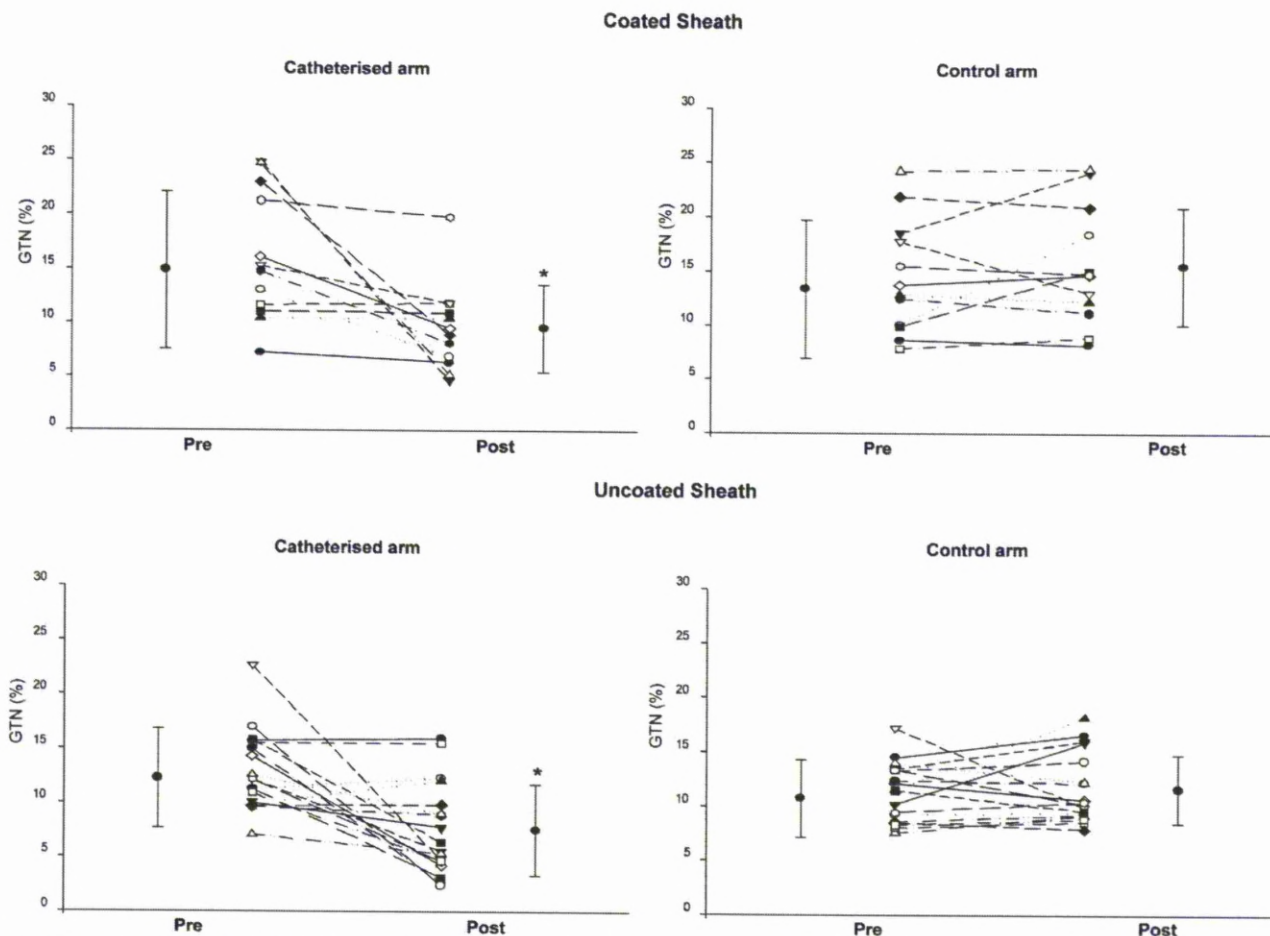 Coated Sheath
Catheterised arm
Control arm
30
25
20
15
10
5
0
GTN (%)
*
Pre
Post
30
25
20
15
10
5
0
GTN (%)
Pre
Post
Uncoated Sheath
Catheterised arm
Control arm
30
25
20
15
10
5
0
GTN (%)
*
Pre
Post
30
25
20
15
10
5
0
GTN (%)
Pre
Post